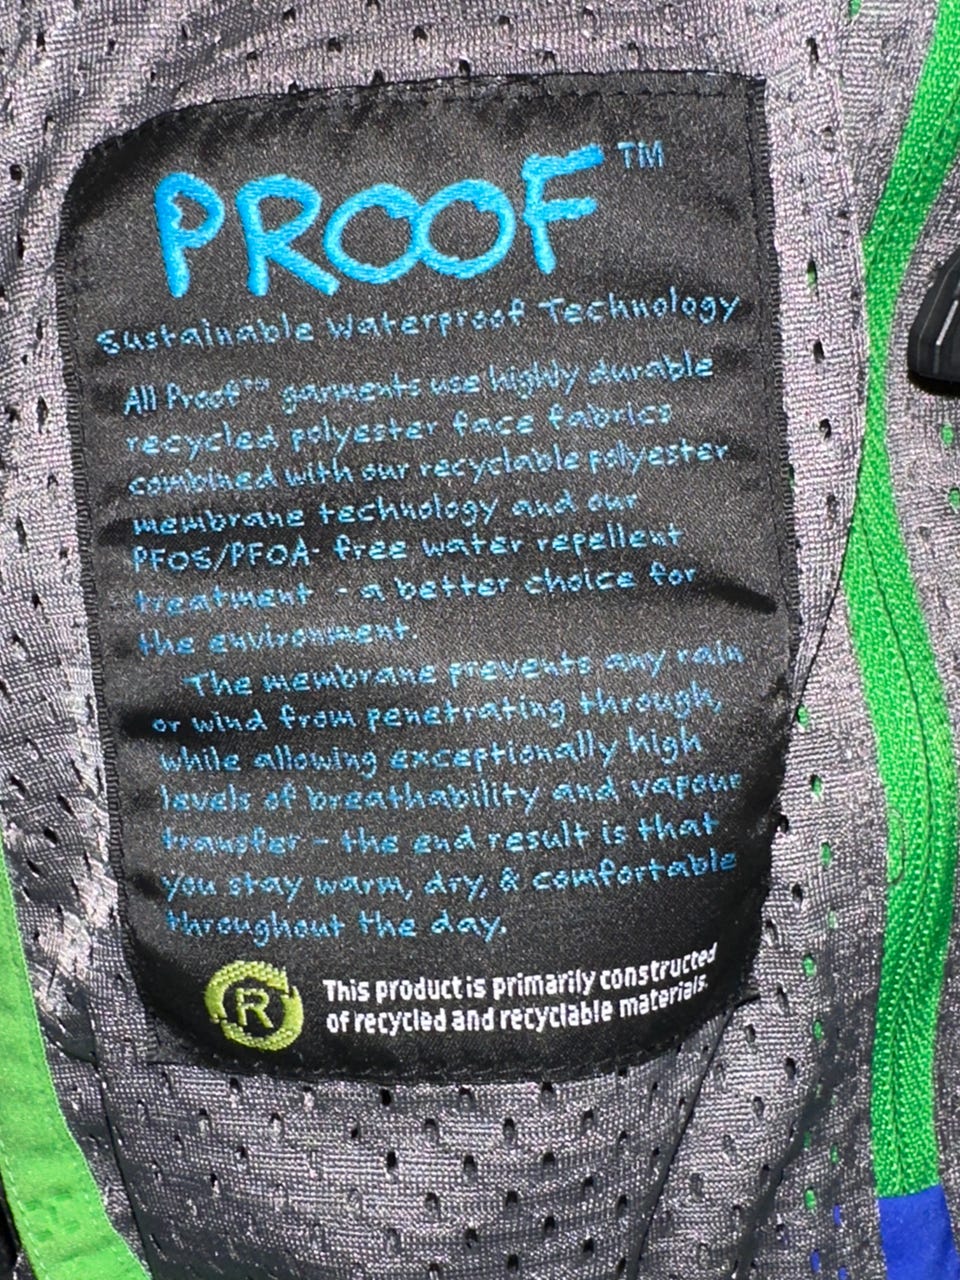 PROOF™
Sustainable Waterproof Technology
All Proof™ garments use highly durable
recycled polyester face fabrics
combined with our recyclable polyester
membrane technology and our
PFOS/PFOA- free water repellent
treatment - a better choice for
the environment.
The membrane prevents any rain
or wind from penetrating through,
while allowing exceptionally high
levels of breathability and vapour
transfer - the end result is that
you stay warm, dry, & comfortable
throughout the day.
R
This product is primarily constructed
of recycled and recyclable materials.